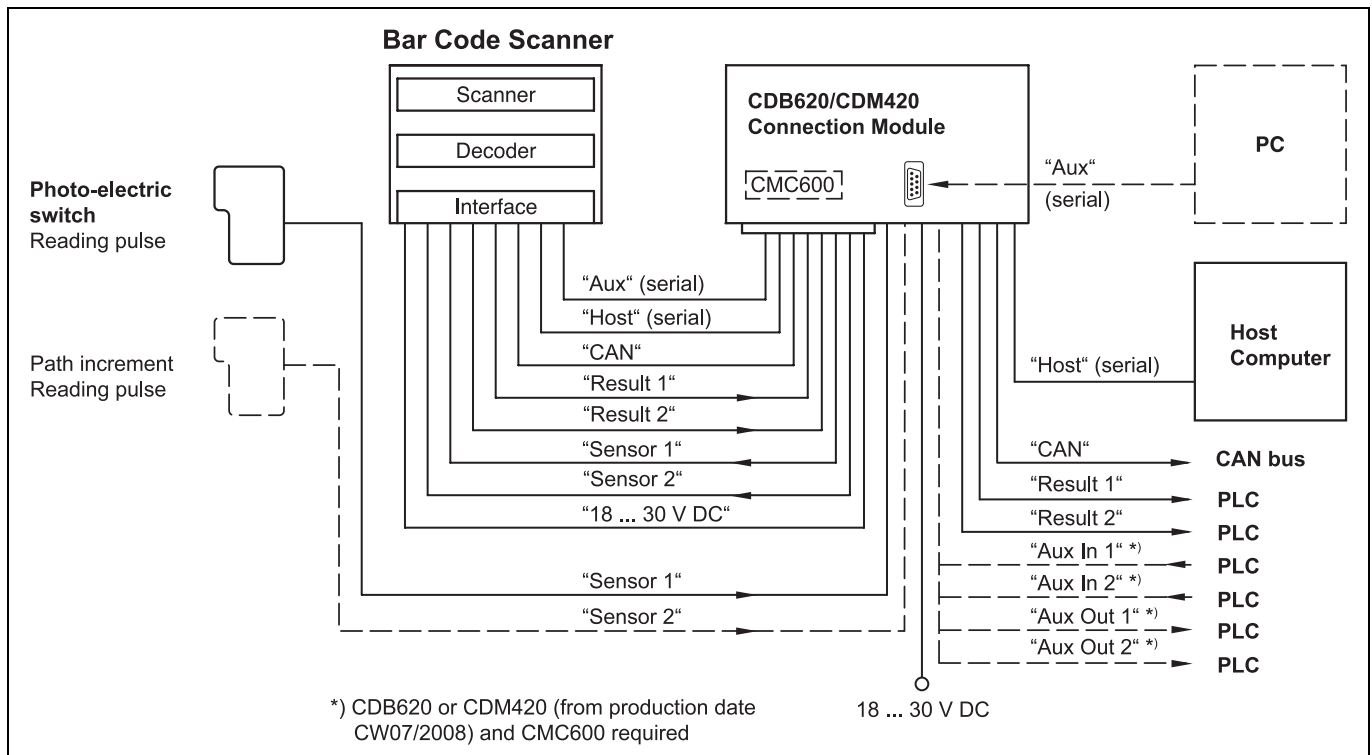 Bar Code Scanner
Scanner
Decoder
Interface
CDB620/CDM420
Connection Module
CMC600
“Aux“
(serial)
PC
Photo-electric
switch
Reading pulse
Path increment
Reading pulse
“Aux“ (serial)
“Host“ (serial)
“CAN“
“Result 1“
“Result 2“
“Sensor 1“
“Sensor 2“
“18 ... 30 V DC“
“Sensor 1“
“Sensor 2“
Host
Computer
“Host“ (serial)
“CAN“ CAN bus
“Result 1“ PLC
“Result 2“ PLC
“Aux In 1“ *) PLC
“Aux In 2“ *) PLC
“Aux Out 1“ *) PLC
“Aux Out 2“ *) PLC
18 ... 30 V DC
*) CDB620 or CDM420 (from production date
CW07/2008) and CMC600 required